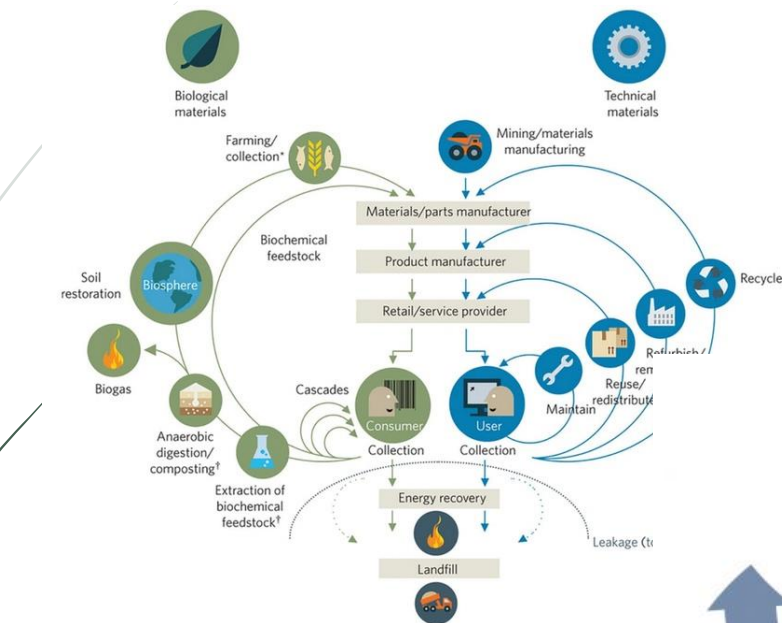 Biological
materials
Technical
materials
Farming/
collection*
Mining/materials
manufacturing
Materials/parts manufacturer
Biochemical
feedstock
Product manufacturer
Soil
restoration
Biosphere
Recycle
Retail/service provider
Refurbish/
Biogas
Reuse/
redistribute
Maintain
Cascades
Consumer
User
Anaerobic
digestion/
composting†
Collection
Collection
Extraction of
biochemical
feedstock†
Energy recovery
Leakage
Landfill